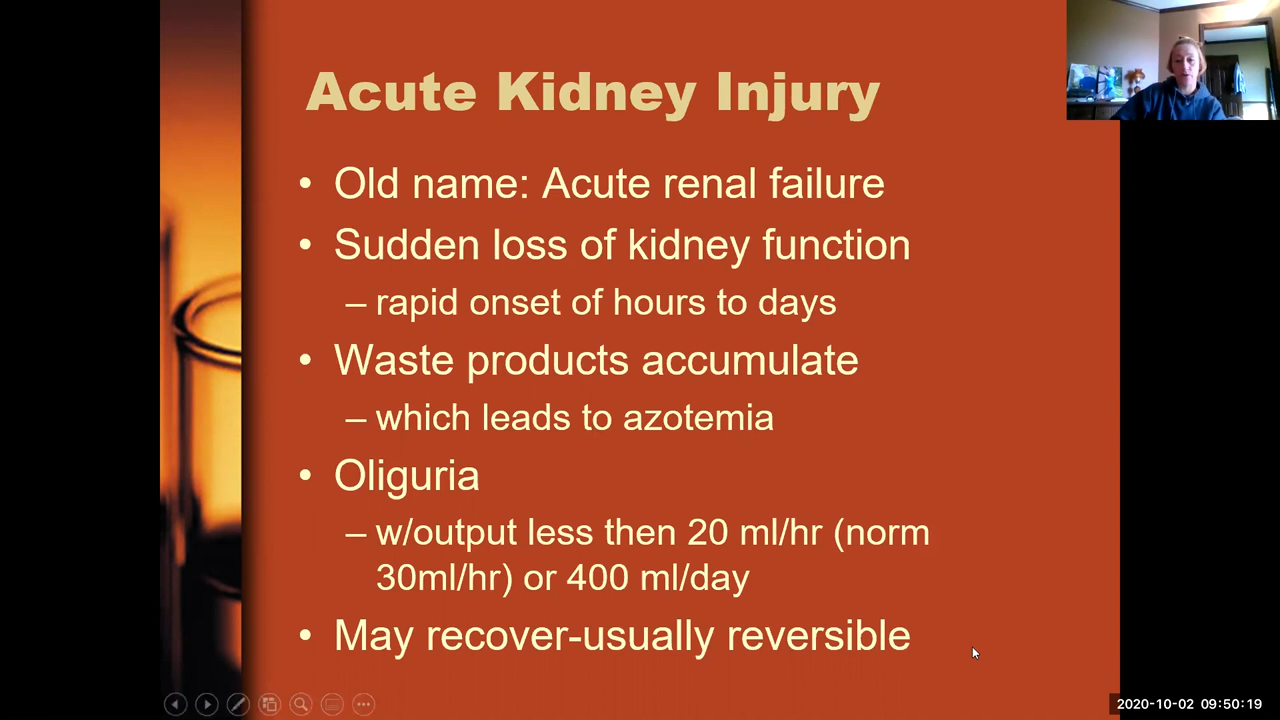 Acute Kidney Injury
• Old name: Acute renal failure
• Sudden loss of kidney function
– rapid onset of hours to days
• Waste products accumulate
– which leads to azotemia
• Oliguria
– w/output less then 20 ml/hr (norm
30ml/hr) or 400 ml/day
• May recover-usually reversible
2020-10-02 09:50:19